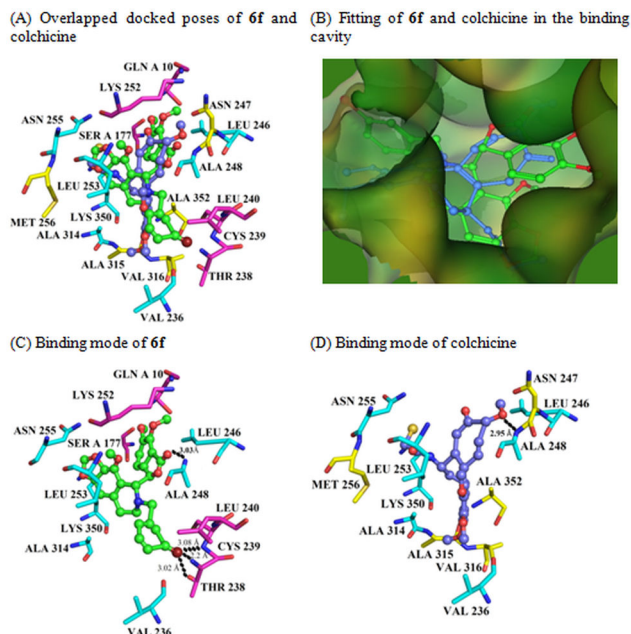 (A) Overlapped docked poses of 6f and
colchicine
(B) Fitting of 6f and colchicine in the binding
cavity
GLN A 10
LYS 252
ASN 255
ASN 247
SER A 177
LEU 246
ALA 248
LEU 253
ALA 352
LEU 240
MET 256
LYS 350
ALA 314
CYS 239
ALA 315
VAL 316
THR 238
VAL 236
(C) Binding mode of 6f
GLN A 10
LYS 252
ASN 255
SER A 177
LEU 246
3.03Å
LEU 253
ALA 248
LYS 350
LEU 240
ALA 314
3.08 Å
CYS 239
3.02 Å
THR 238
VAL 236
(D) Binding mode of colchicine
ASN 247
ASN 255
LEU 246
2.95 Å
ALA 248
MET 256
LEU 253
LYS 350
ALA 352
ALA 314
ALA 315
VAL 316
VAL 236